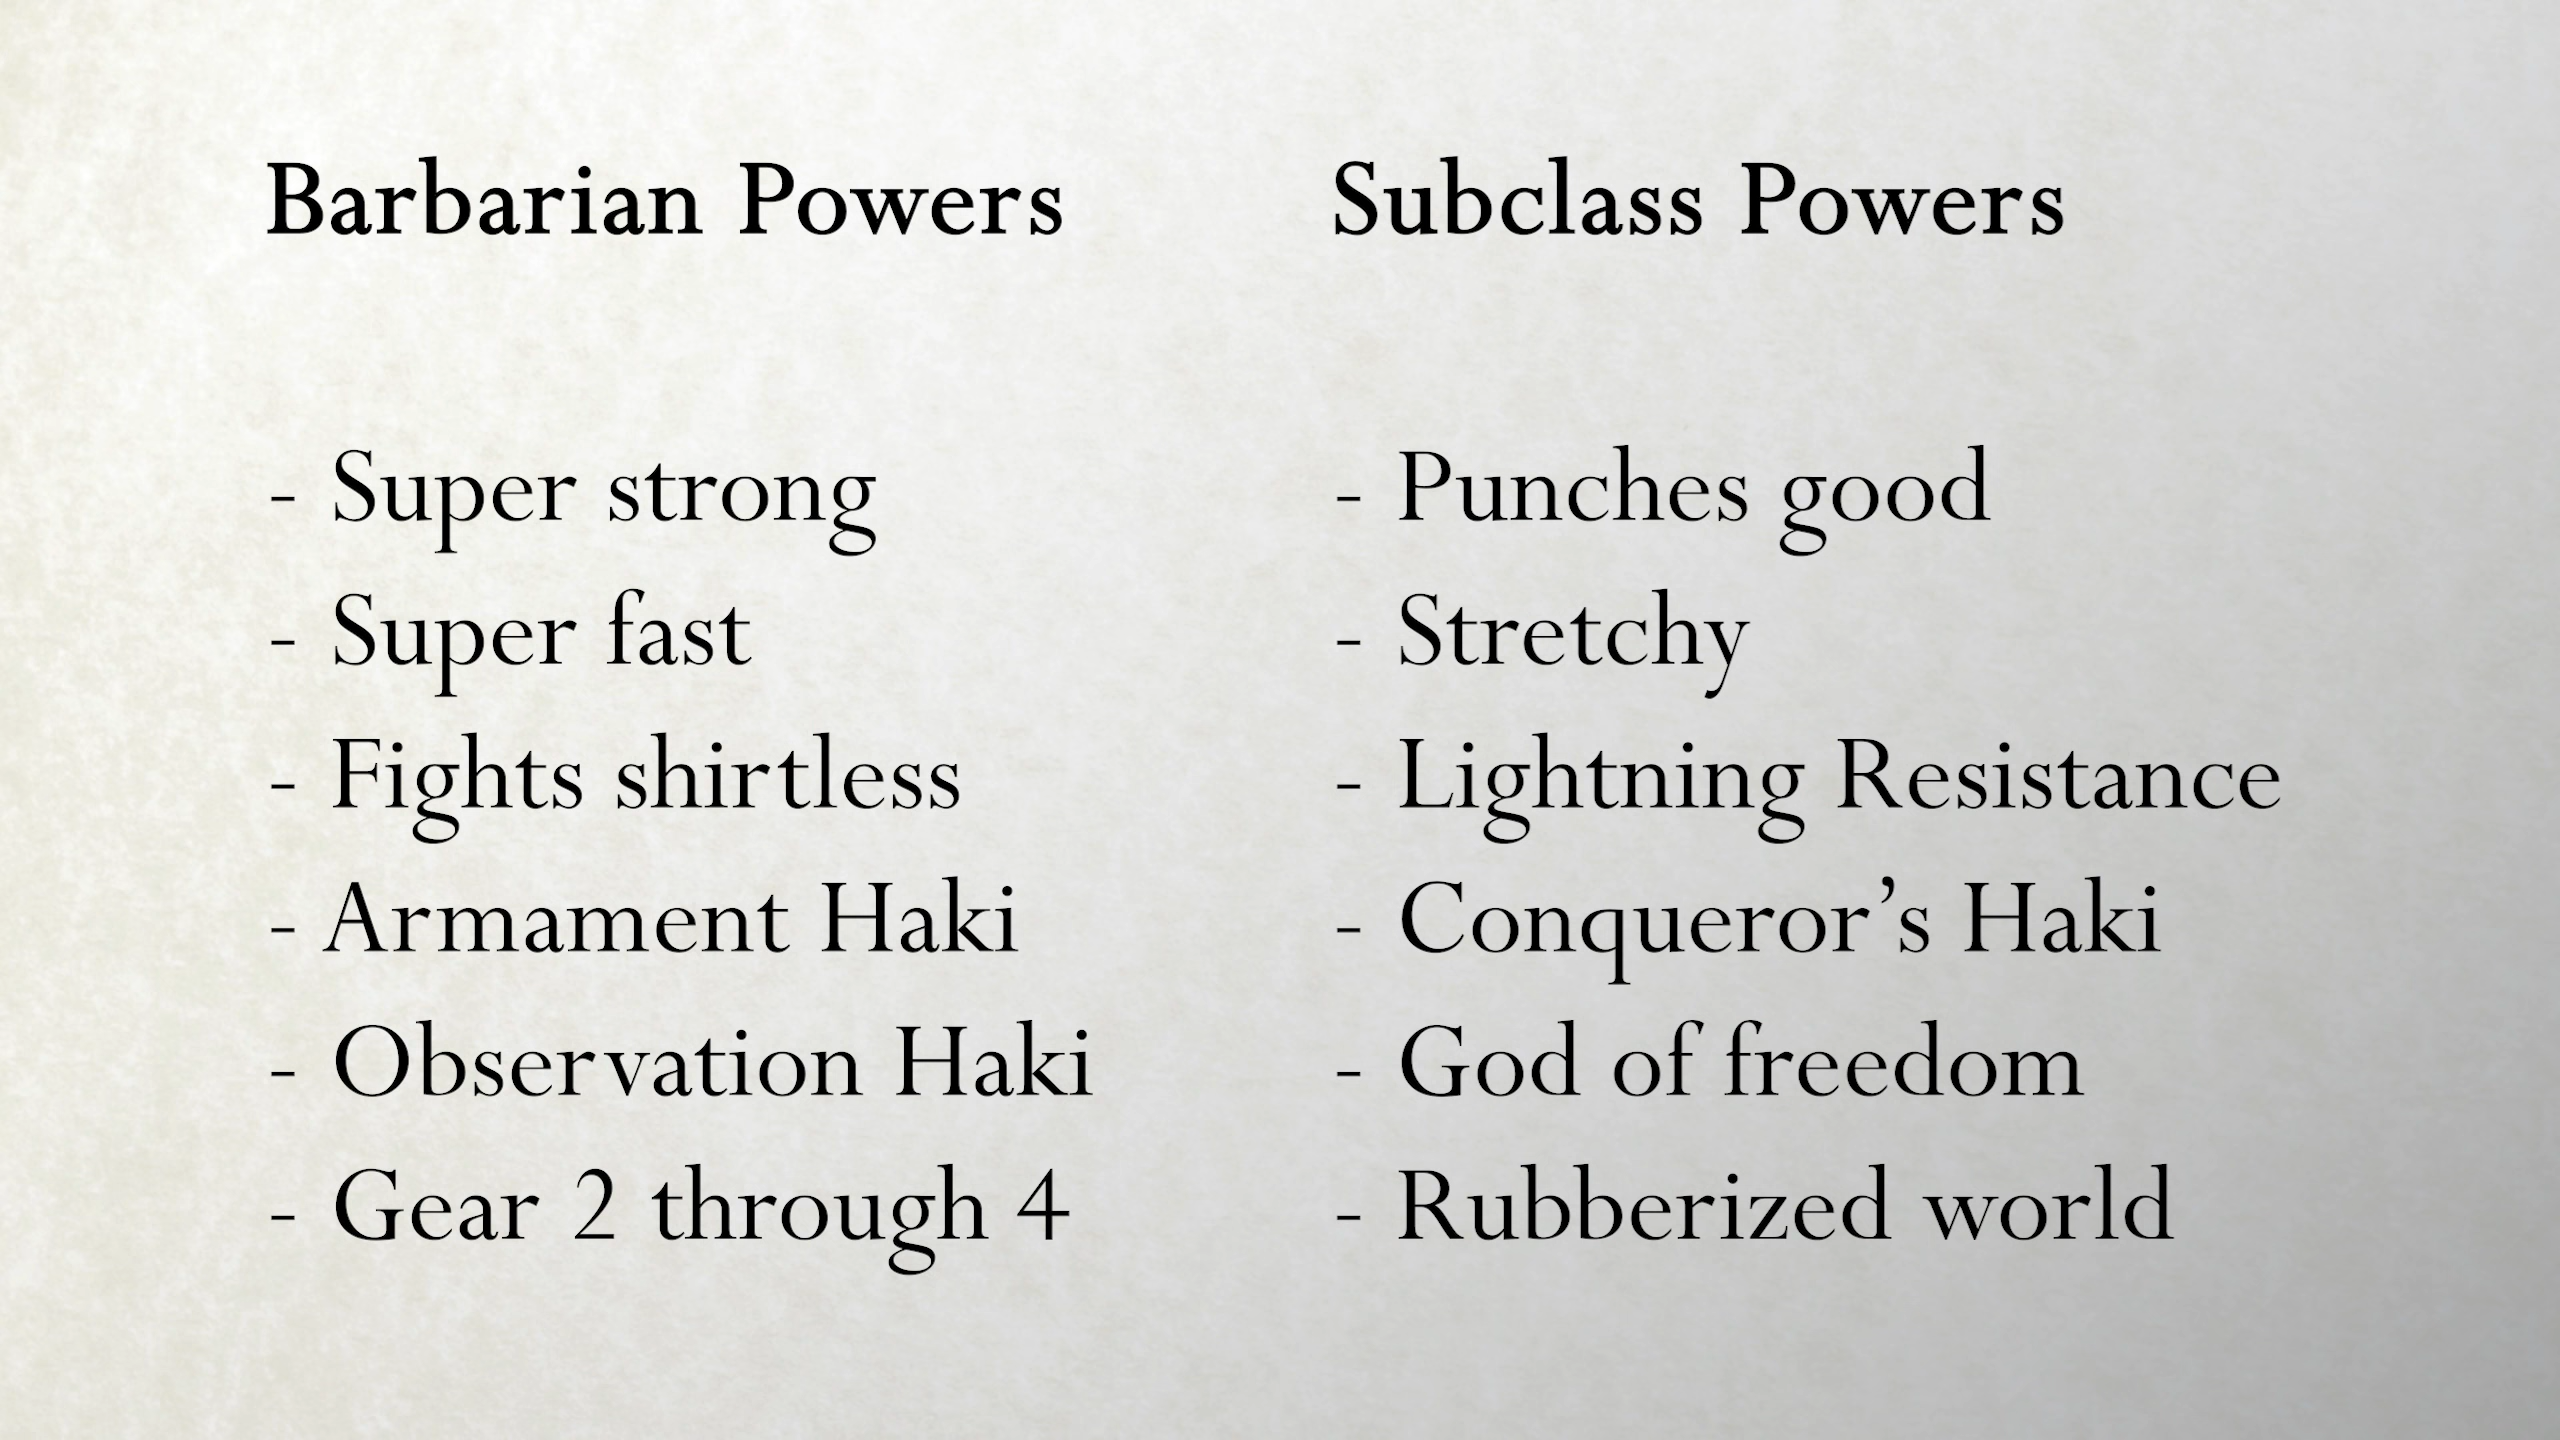 Barbarian Powers
- Super strong
- Super fast
- Fights shirtless
- Armament Haki
- Observation Haki
- Gear 2 through 4
Subclass Powers
- Punches good
- Stretchy
- Lightning Resistance
- Conqueror’s Haki
- God of freedom
- Rubberized world